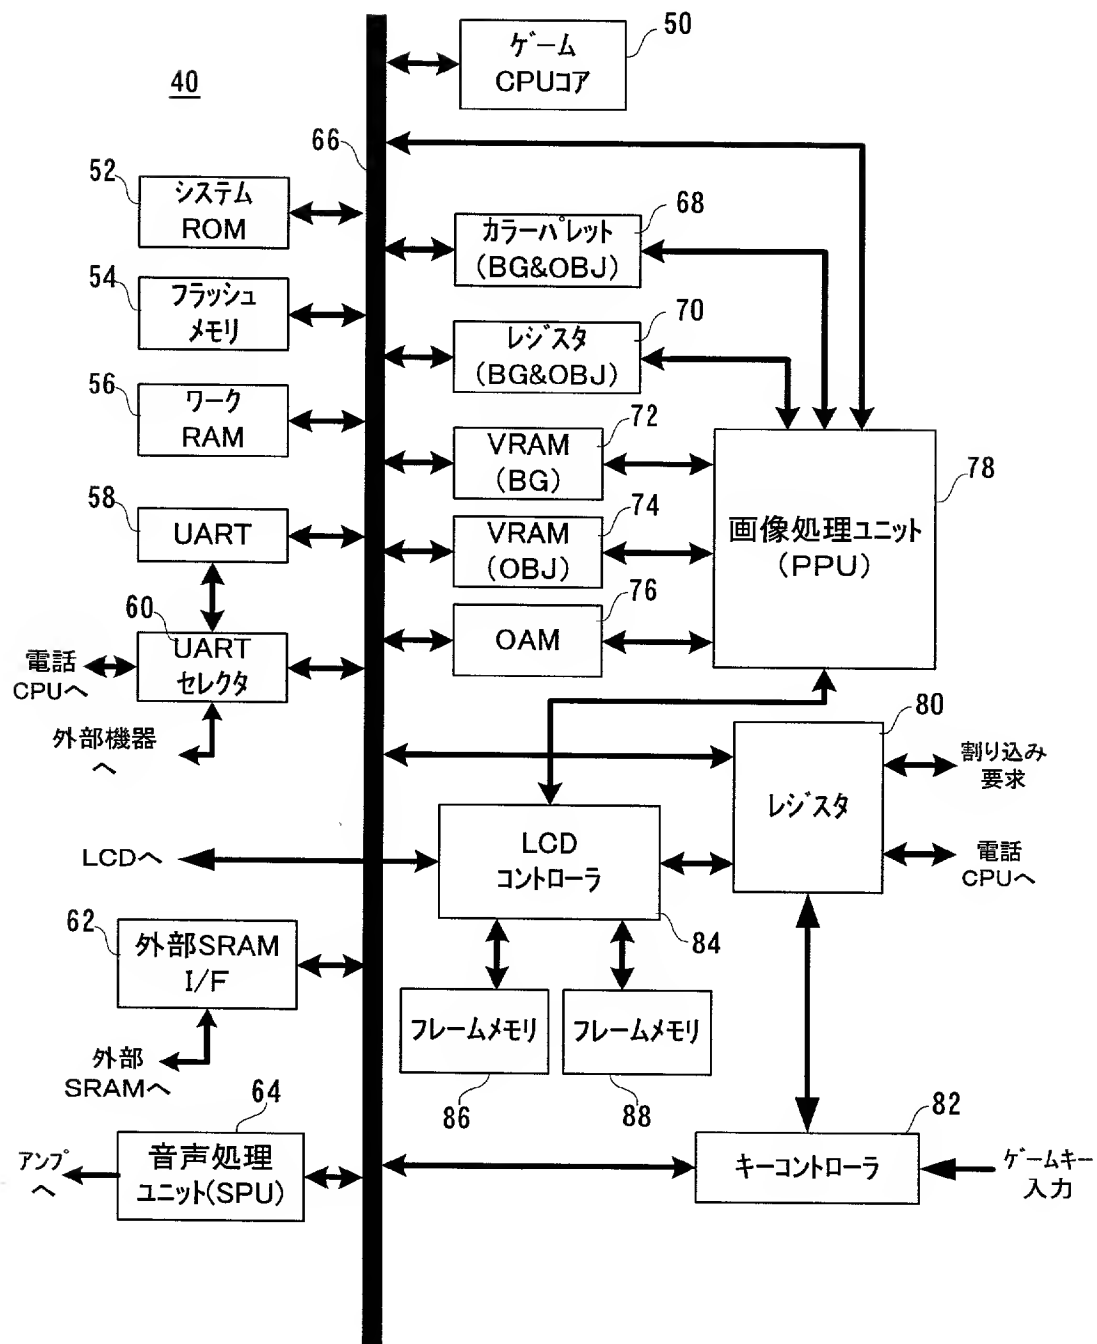 50
ゲーム
CPUコア
40
66
52
システム
ROM
68
カラーパレット
(BG&OBJ)
54
フラッシュ
メモリ
70
レジスタ
(BG&OBJ)
56
ワーク
RAM
72
VRAM
(BG)
78
画像処理ユニット
(PPU)
58
UART
74
VRAM
(OBJ)
60
UART
セレクタ
電話
CPUへ
76
OAM
外部機器
へ
80
レジスタ
割り込み
要求
LCDへ
LCD
コントローラ
84
電話
CPUへ
62
外部SRAM
I/F
フレームメモリ
フレームメモリ
外部
SRAMへ
86
88
64
音声処理
ユニット(SPU)
アンプ
へ
82
キーコントローラ
ゲームキー
入力